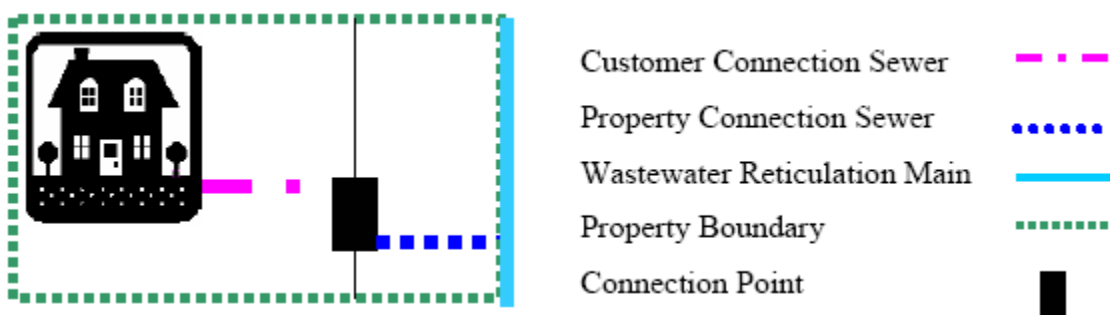 Customer Connection Sewer
Property Connection Sewer
Wastewater Reticulation Main
Property Boundary
Connection Point